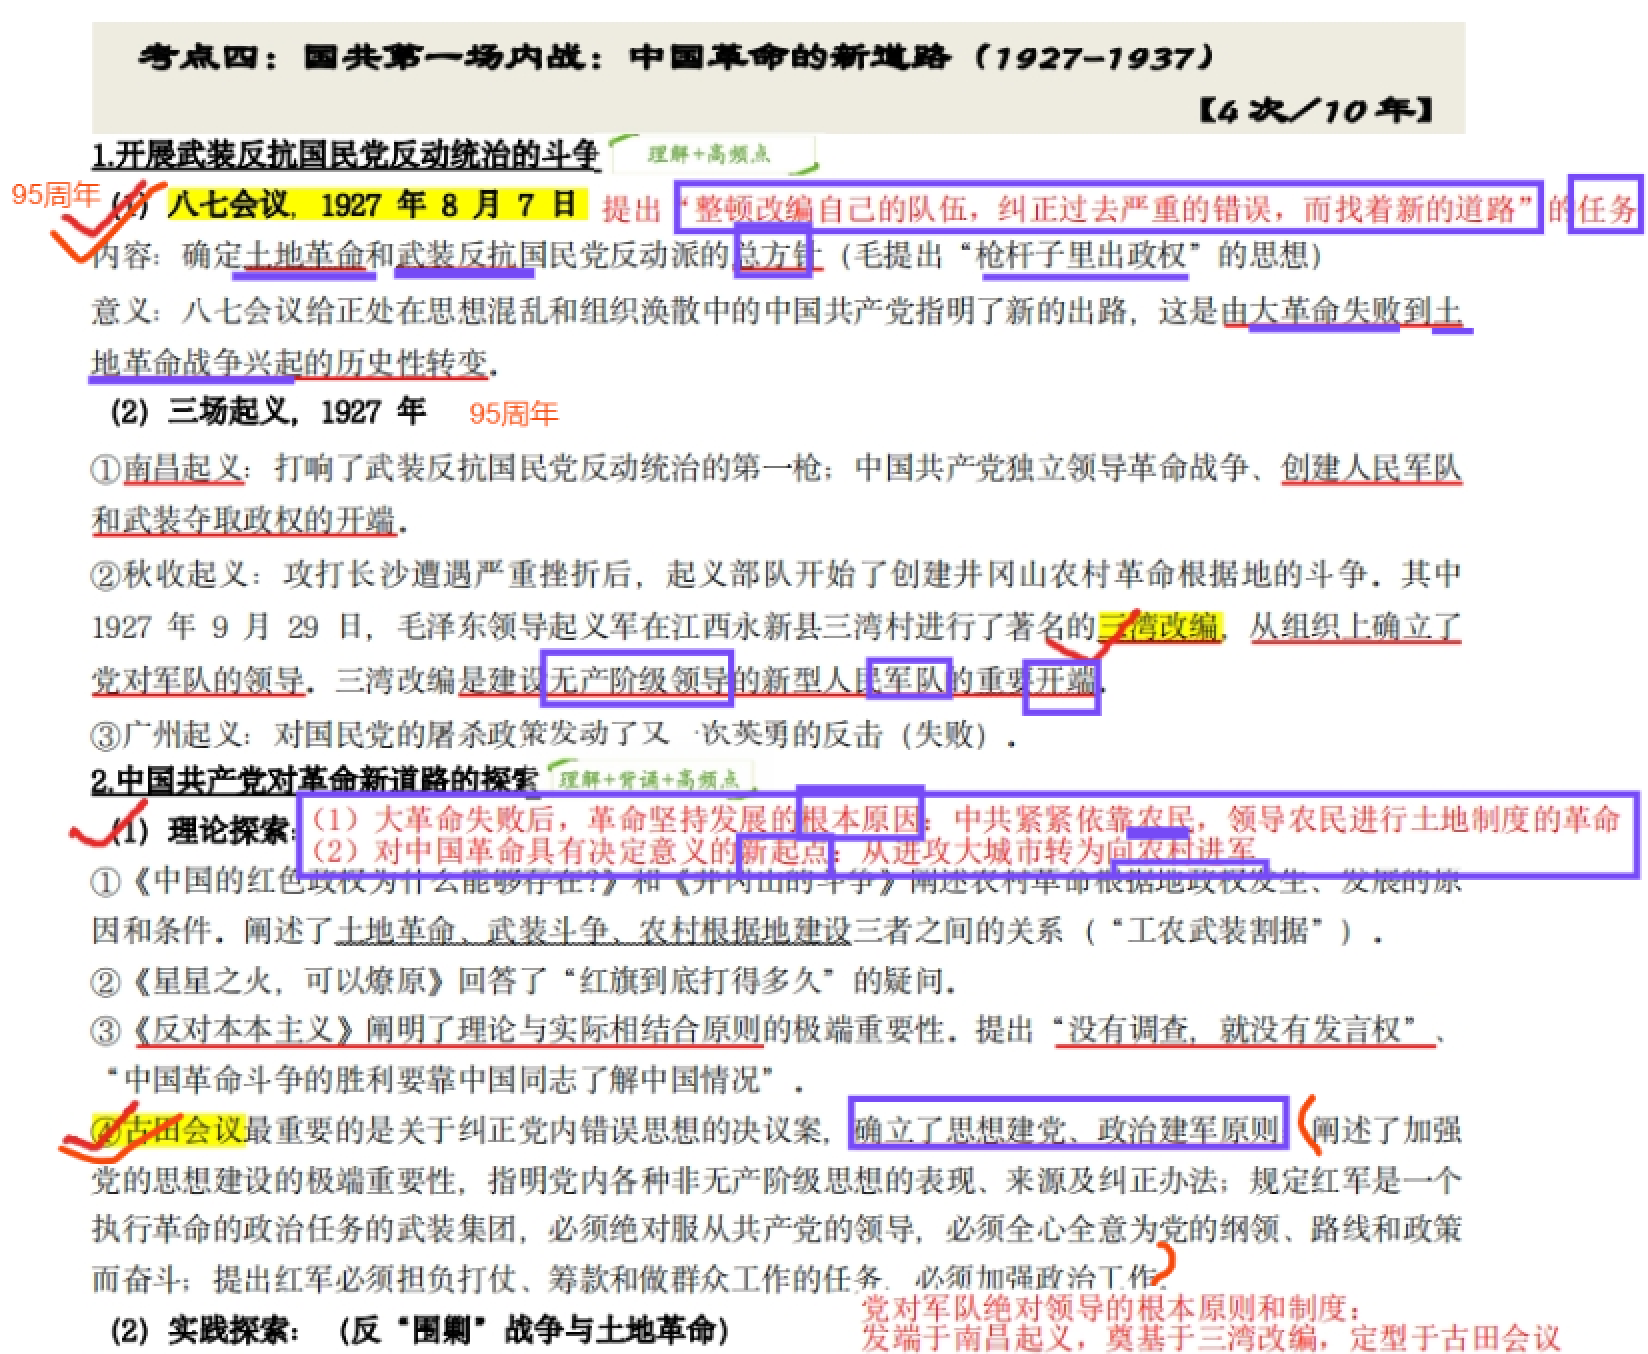 考点四：国共第一场内战：中国革命的新道路（1927-1937）
【4次/10年】
1.开展武装反抗国民党反动统治的斗争 理解+高频点
95周年 (1) 八七会议，1927 年 8 月 7 日 提出“整顿改编自己的队伍，纠正过去严重的错误，而找着新的道路”的任务
内容：确定土地革命和武装反抗国民党反动派的总方针（毛提出“枪杆子里出政权”的思想）
意义：八七会议给正处在思想混乱和组织涣散中的中国共产党指明了新的出路，这是由大革命失败到土
地革命战争兴起的历史性转变．
(2) 三场起义，1927 年 95周年
①南昌起义：打响了武装反抗国民党反动统治的第一枪；中国共产党独立领导革命战争、创建人民军队
和武装夺取政权的开端．
②秋收起义：攻打长沙遭遇严重挫折后，起义部队开始了创建井冈山农村革命根据地的斗争．其中
1927 年 9 月 29 日，毛泽东领导起义军在江西永新县三湾村进行了著名的三湾改编，从组织上确立了
党对军队的领导．三湾改编是建设无产阶级领导的新型人民军队的重要开端．
③广州起义：对国民党的屠杀政策发动了又一次英勇的反击（失败）．
2.中国共产党对革命新道路的探索 理解+背诵+高频点
(1) 理论探索：（1）大革命失败后，革命坚持发展的根本原因：中共紧紧依靠农民，领导农民进行土地制度的革命
（2）对中国革命具有决定意义的新起点：从进攻大城市转为向农村进军
①《中国的红色政权为什么能够存在?》和《井冈山的斗争》阐述农村革命根据地政权发生、发展的原
因和条件．阐述了土地革命、武装斗争、农村根据地建设三者之间的关系（“工农武装割据”）．
②《星星之火，可以燎原》回答了“红旗到底打得多久”的疑问．
③《反对本本主义》阐明了理论与实际相结合原则的极端重要性．提出“没有调查，就没有发言权”、
“中国革命斗争的胜利要靠中国同志了解中国情况”．
④古田会议最重要的是关于纠正党内错误思想的决议案，确立了思想建党、政治建军原则（阐述了加强
党的思想建设的极端重要性，指明党内各种非无产阶级思想的表现、来源及纠正办法；规定红军是一个
执行革命的政治任务的武装集团，必须绝对服从共产党的领导，必须全心全意为党的纲领、路线和政策
而奋斗；提出红军必须担负打仗、筹款和做群众工作的任务，必须加强政治工作．）
党对军队绝对领导的根本原则和制度：
(2) 实践探索：（反“围剿”战争与土地革命） 发端于南昌起义，奠基于三湾改编，定型于古田会议